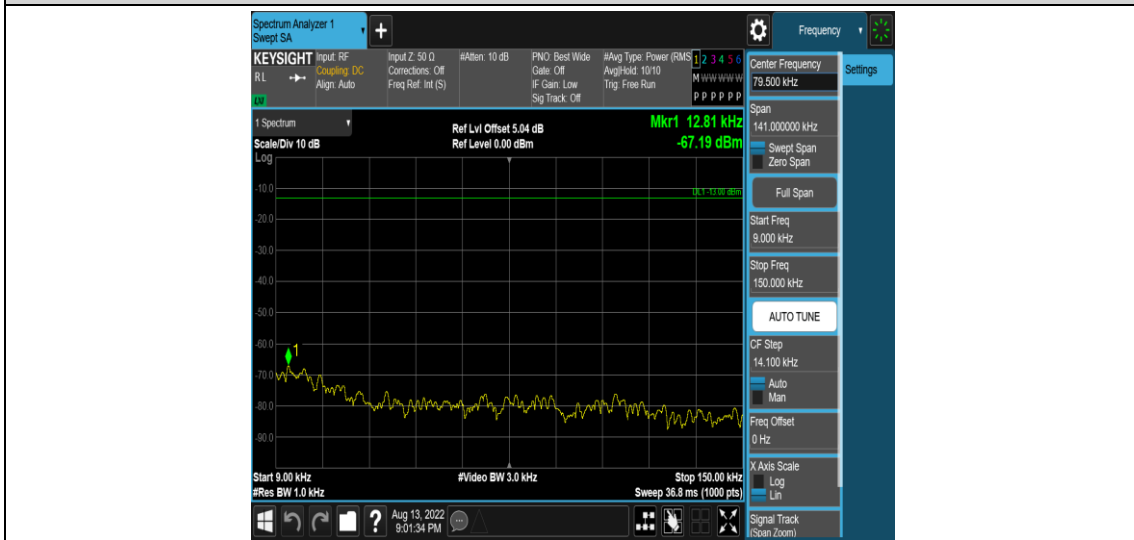 Spectrum Analyzer 1
Swept SA
Frequency
KEYSIGHT
RL
LXI
Input: RF
Coupling: DC
Align: Auto
Input Z: 50 Ω
Corrections: Off
Freq Ref: Int (S)
#Atten: 10 dB
PNO: Best Wide
Gate: Off
IF Gain: Low
Sig Track: Off
#Avg Type: Power (RMS
Avg|Hold: 10/10
Trig: Free Run
1 2 3 4 5 6
M W W W W W
P P P P P P
Center Frequency
79.500 kHz
Settings
1 Spectrum
Scale/Div 10 dB
Ref Lvl Offset 5.04 dB
Ref Level 0.00 dBm
Mkr1 12.81 kHz
-67.19 dBm
Log
DL1 -13.00 dBm
-10.0
-20.0
-30.0
-40.0
-50.0
-60.0
-70.0
-80.0
-90.0
1
Start 9.00 kHz
#Res BW 1.0 kHz
#Video BW 3.0 kHz
Stop 150.00 kHz
Sweep 36.8 ms (1000 pts)
Span
141.000000 kHz
Swept Span
Zero Span
Full Span
Start Freq
9.000 kHz
Stop Freq
150.000 kHz
AUTO TUNE
CF Step
14.100 kHz
Auto
Man
Freq Offset
0 Hz
X Axis Scale
Log
Lin
Signal Track
(Span Zoom)
?
Aug 13, 2022
9:01:34 PM